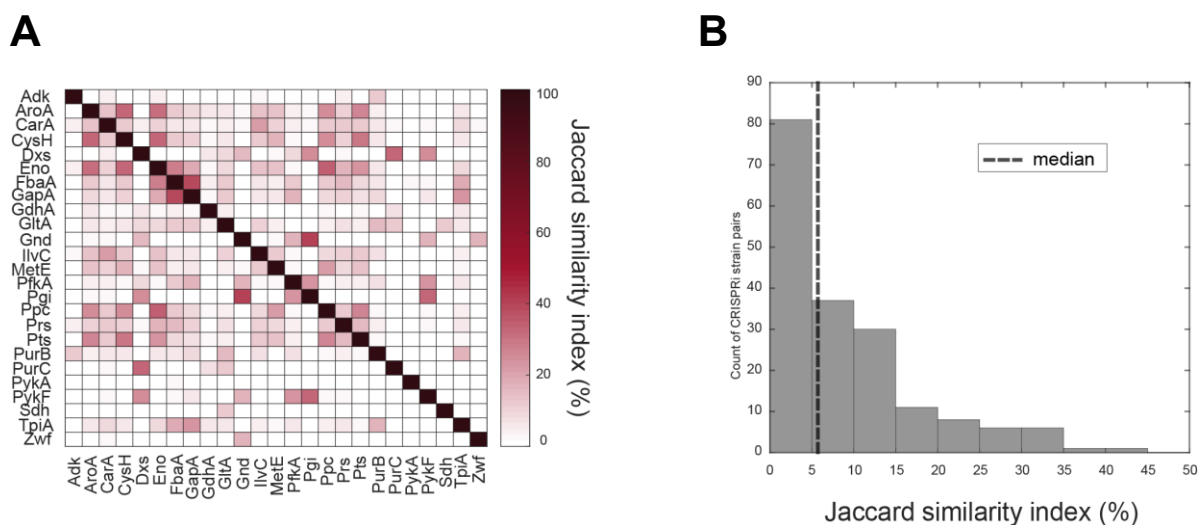 A
B
Adk
AroA
CarA
CysH
Dxs
Eno
FbaA
GapA
GdhA
GltA
Gnd
IlvC
MetE
PfkA
Pgi
Ppc
Prs
Pts
PurB
PurC
PykA
PykF
Sdh
TpiA
Zwf
Adk
AroA
CarA
CysH
Dxs
Eno
FbaA
GapA
GdhA
GltA
Gnd
IlvC
MetE
PfkA
Pgi
Ppc
Prs
Pts
PurB
PurC
PykA
PykF
Sdh
TpiA
Zwf
100
80
60
40
20
0
Jaccard similarity index (%)
90
80
70
60
50
40
30
20
10
0
Count of CRISPRi strain pairs
median
0
5
10
15
20
25
30
35
40
45
50
Jaccard similarity index (%)